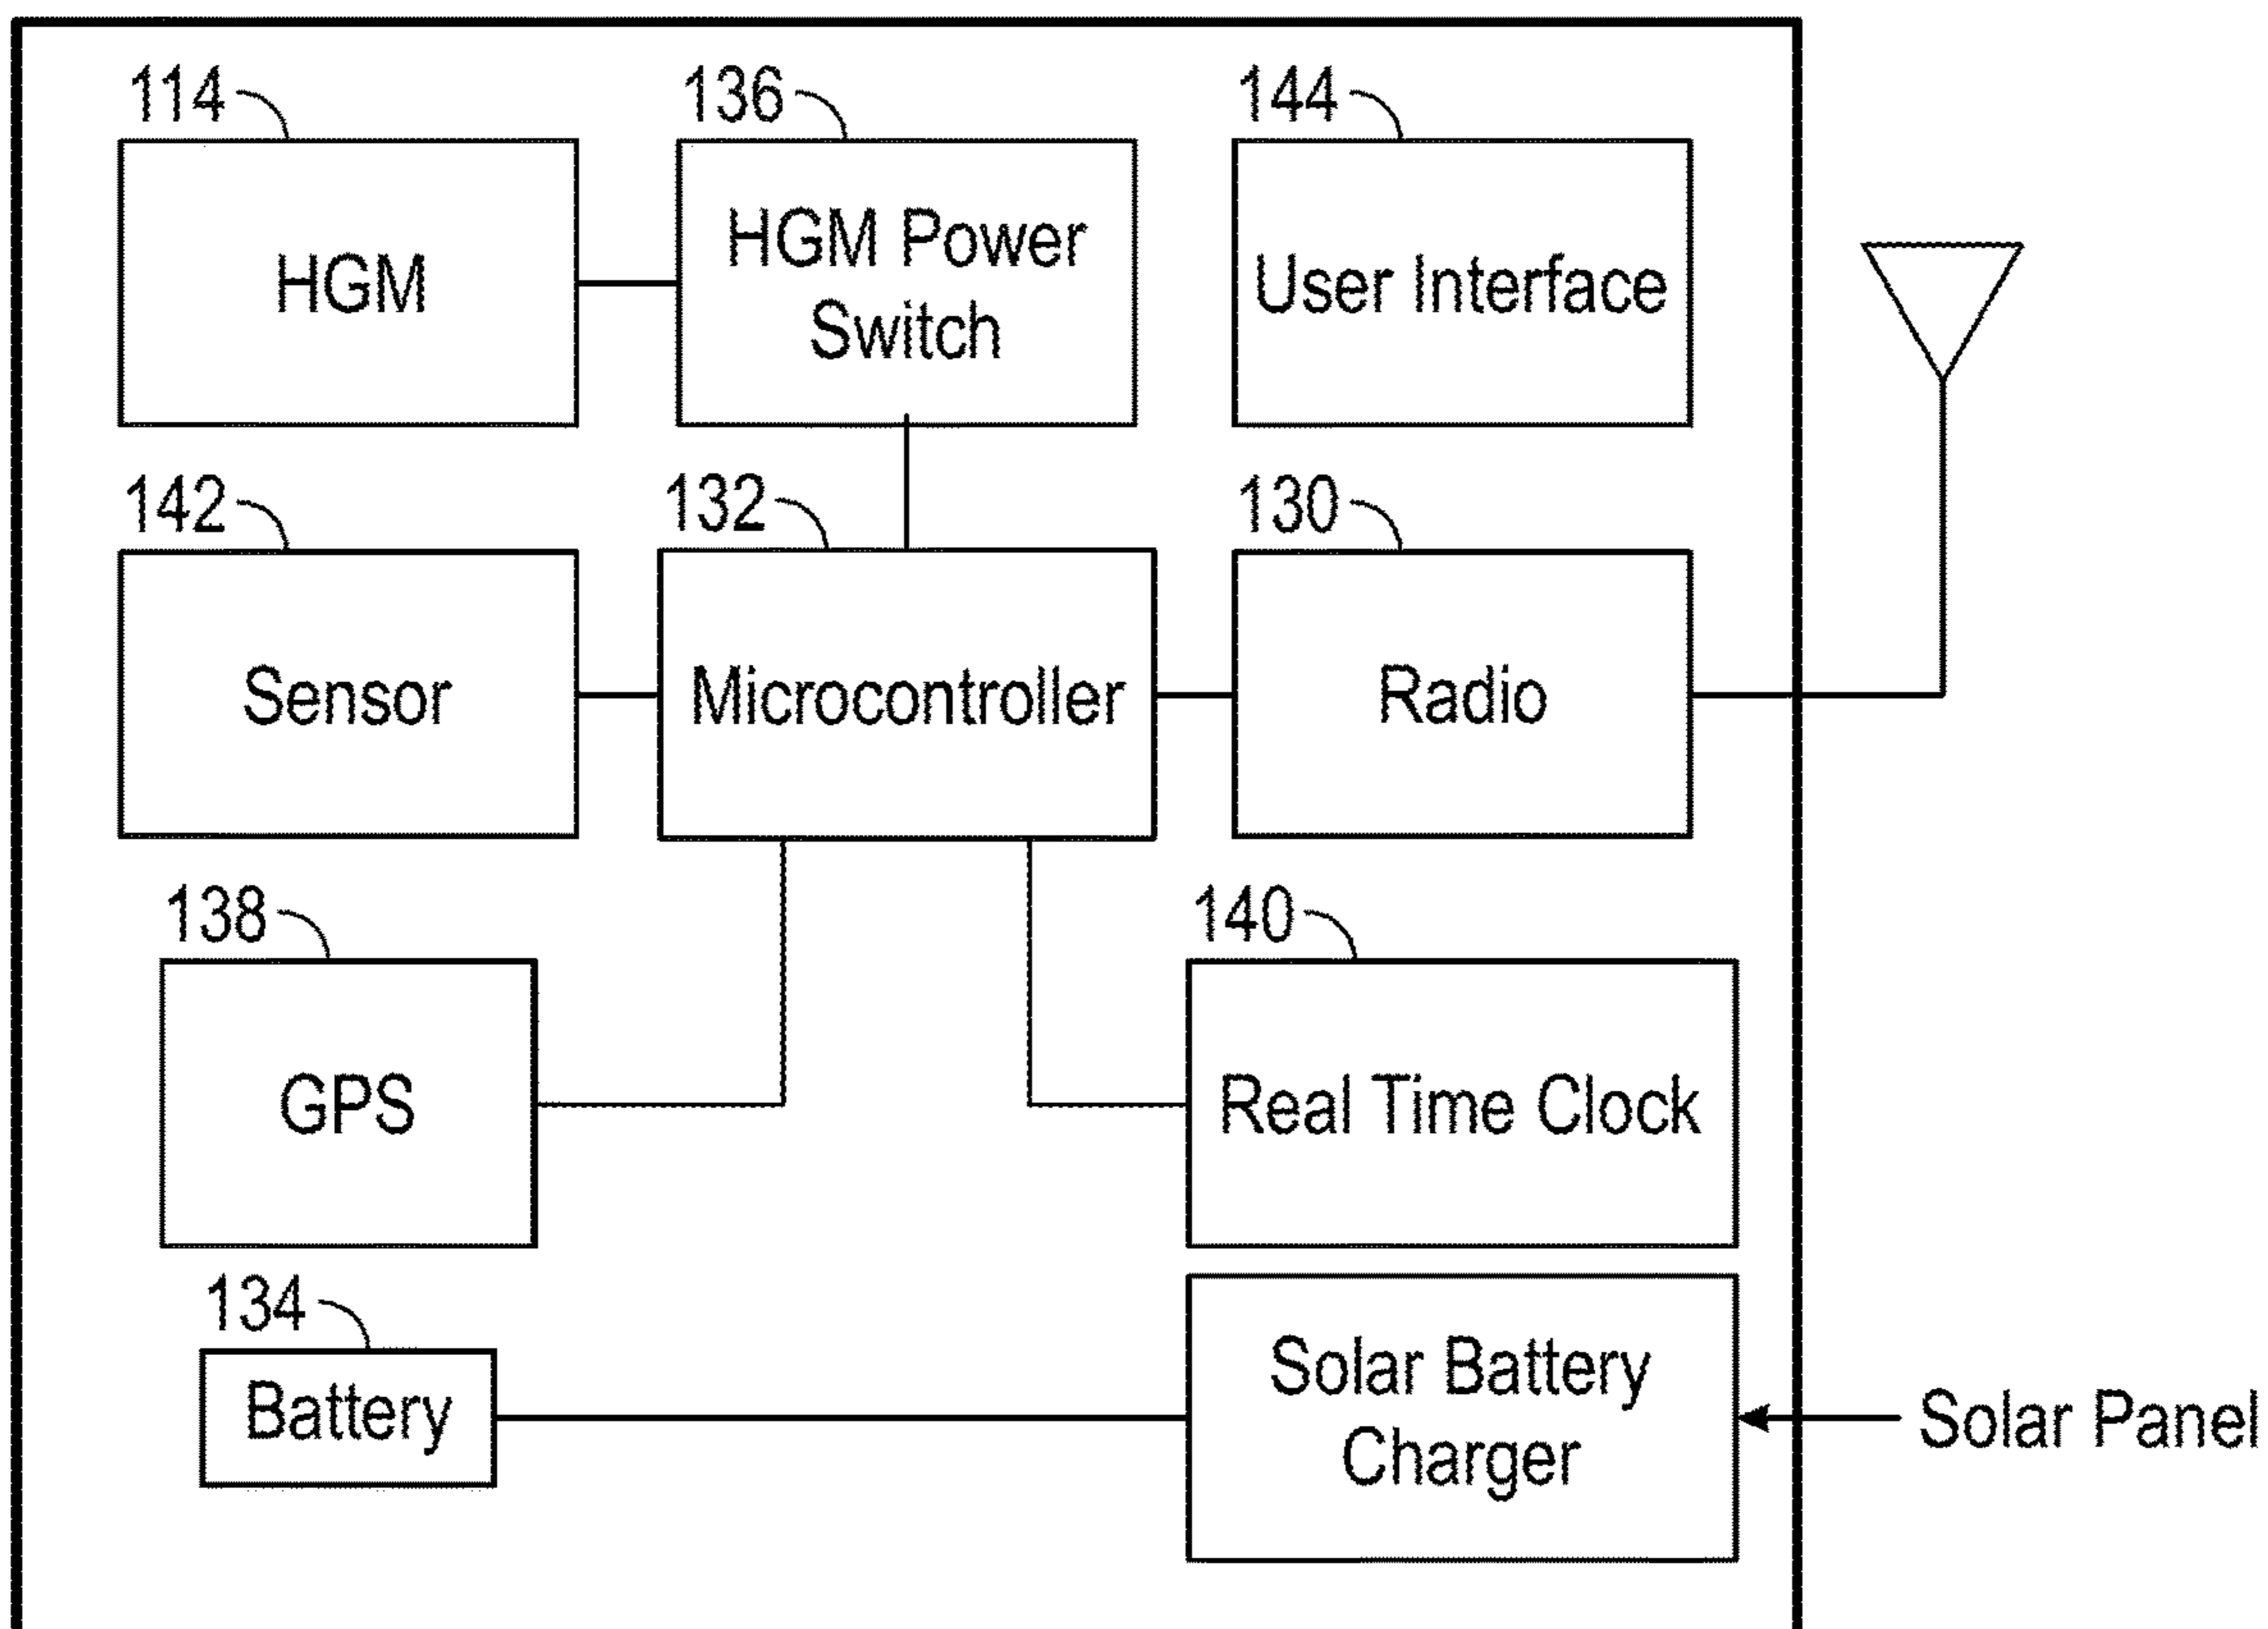 114
136
144
HGM
HGM Power
Switch
User Interface
142
132
130
Sensor
Microcontroller
Radio
138
140
GPS
Real Time Clock
134
Battery
Solar Battery
Charger
Solar Panel